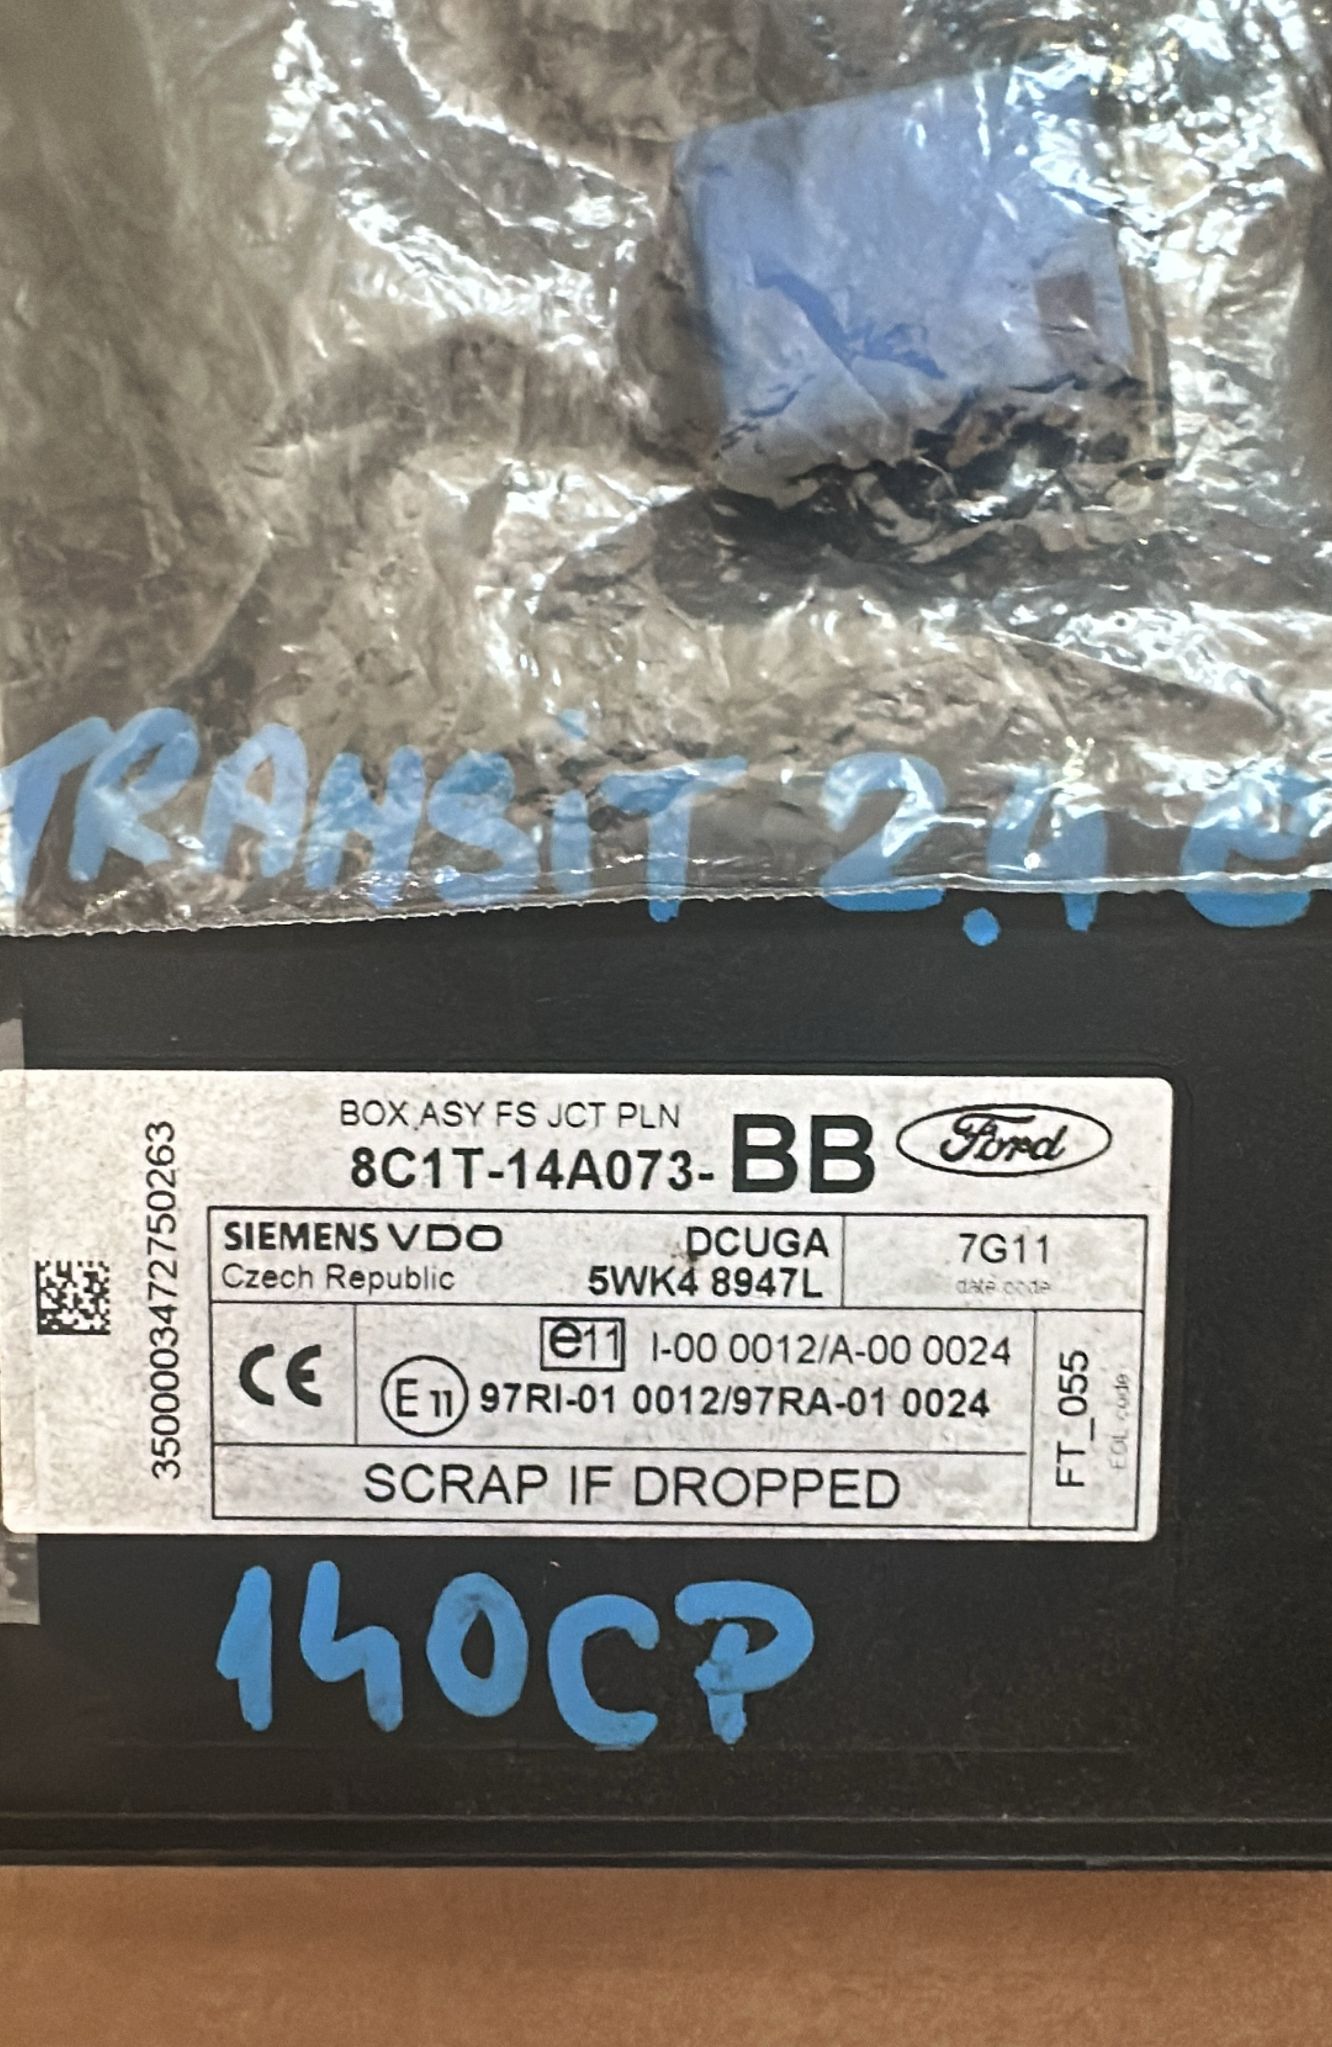 TRANSiT 2.4
BOX ASY FS JCT PLN
8C1T-14A073-BB
Ford
SIEMENS VDO
DCUGA
7G11
Czech Republic
5WK4 8947L
date code
CE
e11 I-00 0012/A-00 0024
E11 97RI-01 0012/97RA-01 0024
SCRAP IF DROPPED
FT_055
EOL code
3500003472750263
140CP